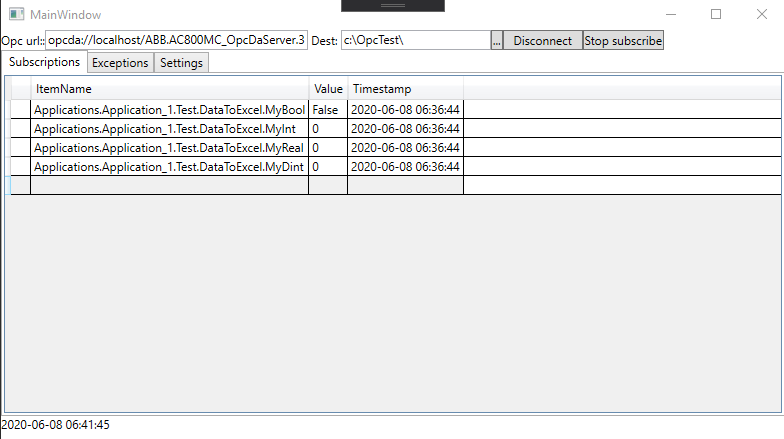 MainWindow
Opc url:: opcda://localhost/ABB.AC800MC_OpcDaServer.3 Dest: c:\OpcTest\ ... Disconnect Stop subscribe
Subscriptions Exceptions Settings
ItemName Value Timestamp
Applications.Application_1.Test.DataToExcel.MyBool False 2020-06-08 06:36:44
Applications.Application_1.Test.DataToExcel.MyInt 0 2020-06-08 06:36:44
Applications.Application_1.Test.DataToExcel.MyReal 0 2020-06-08 06:36:44
Applications.Application_1.Test.DataToExcel.MyDint 0 2020-06-08 06:36:44
2020-06-08 06:41:45